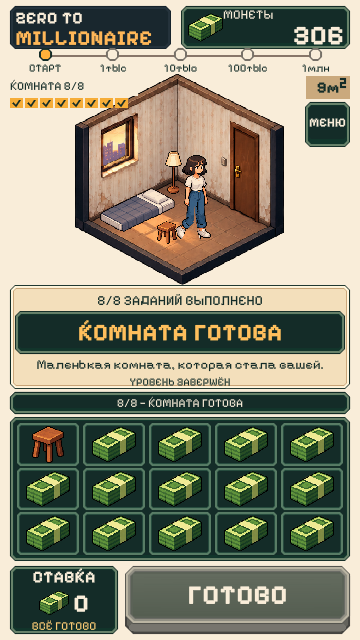 ZERO TO
MILLIONAIRE
МОНЕТЫ
306
СТАРТ
1тыс
10тыс
100тыс
1млн
КОМНАТА 8/8
9м²
МЕНЮ
8/8 ЗАДАНИЙ ВЫПОЛНЕНО
КОМНАТА ГОТОВА
Маленькая комната, которая стала вашей.
УРОВЕНЬ ЗАВЕРШЁН
8/8 - КОМНАТА ГОТОВА
СТАВКА
0
ВСЁ ГОТОВО
ГОТОВО